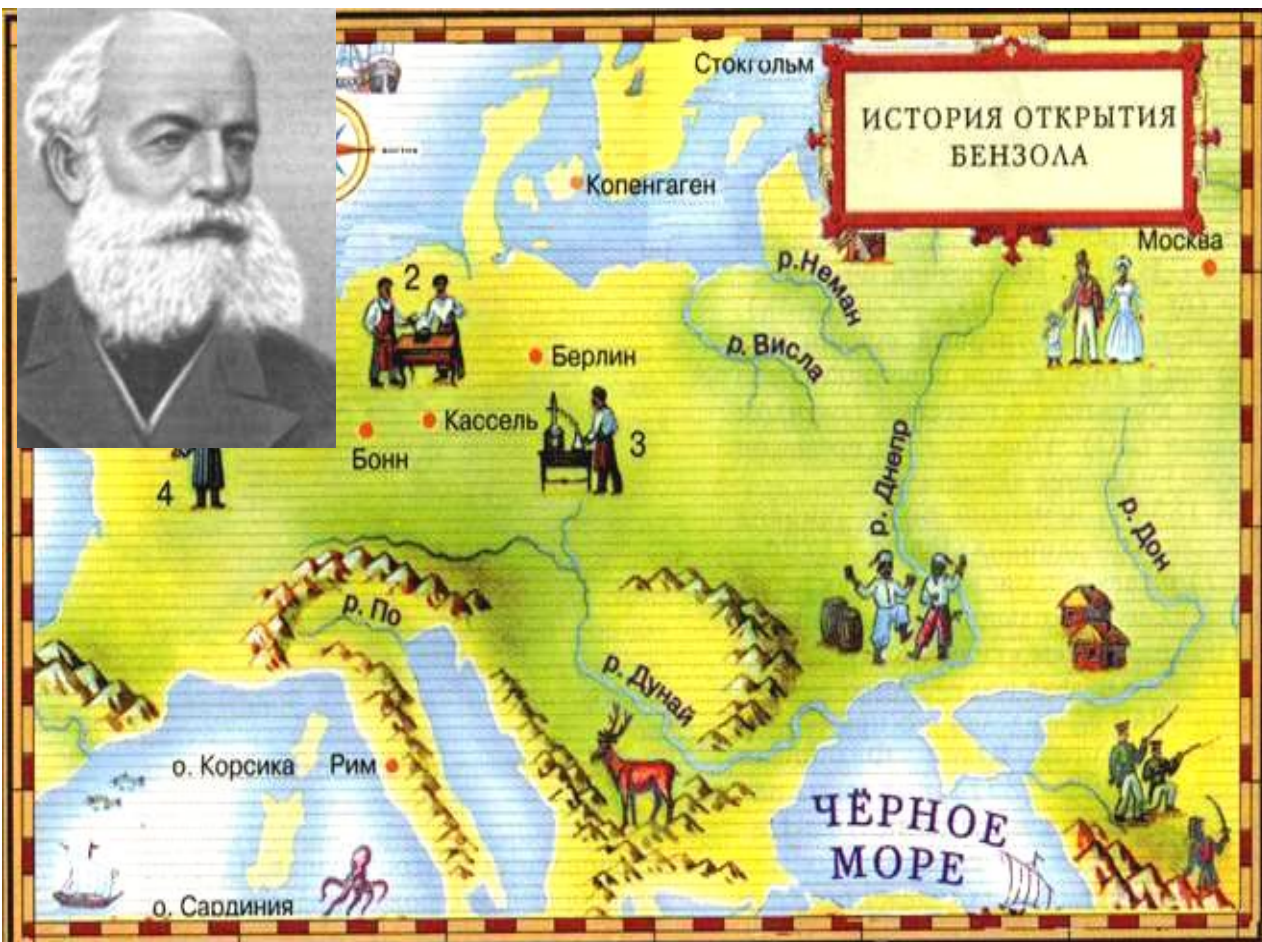 Стокгольм
ИСТОРИЯ ОТКРЫТИЯ
БЕНЗОЛА
Копенгаген
Москва
р. Неман
2
р. Висла
Берлин
Кассель
3
Бонн
4
р. Днепр
р. Дон
р. По
р. Дунай
о. Корсика
Рим
ЧЁРНОЕ
МОРЕ
о. Сардиния